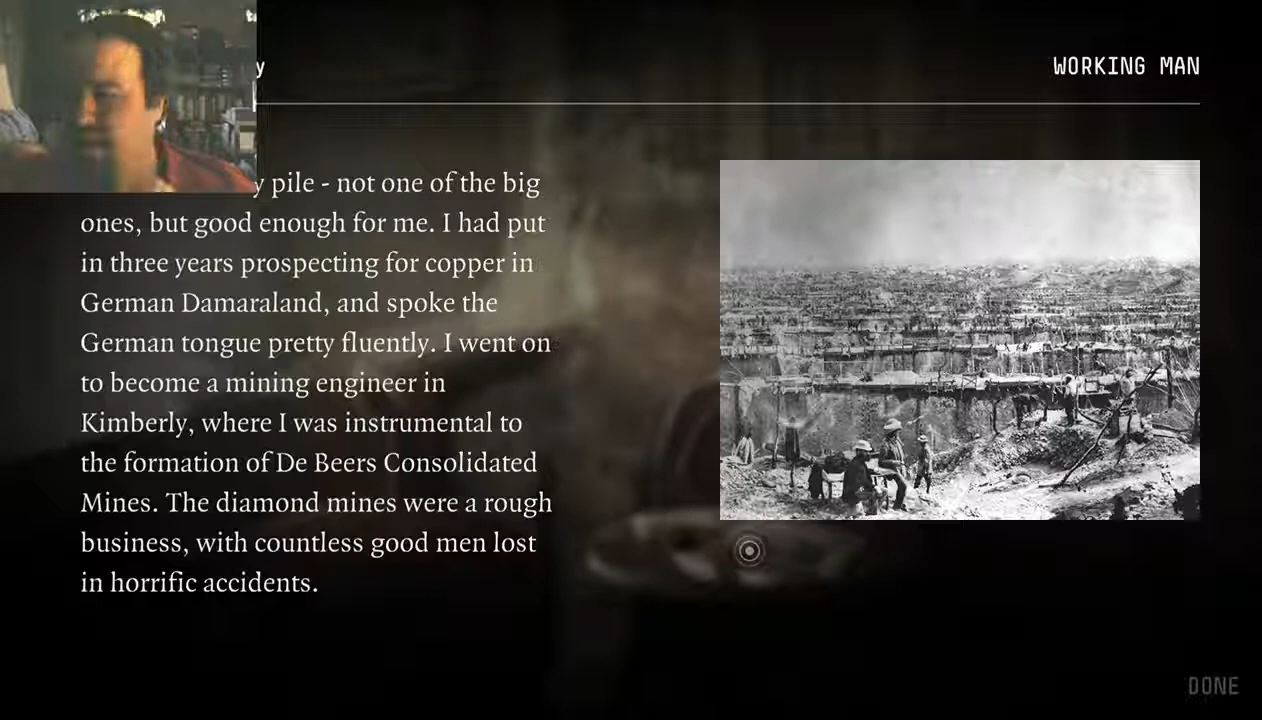 WORKING MAN
pile - not one of the big
ones, but good enough for me. I had put
in three years prospecting for copper in
German Damaraland, and spoke the
German tongue pretty fluently. I went on
to become a mining engineer in
Kimberly, where I was instrumental to
the formation of De Beers Consolidated
Mines. The diamond mines were a rough
business, with countless good men lost
in horrific accidents.
DONE